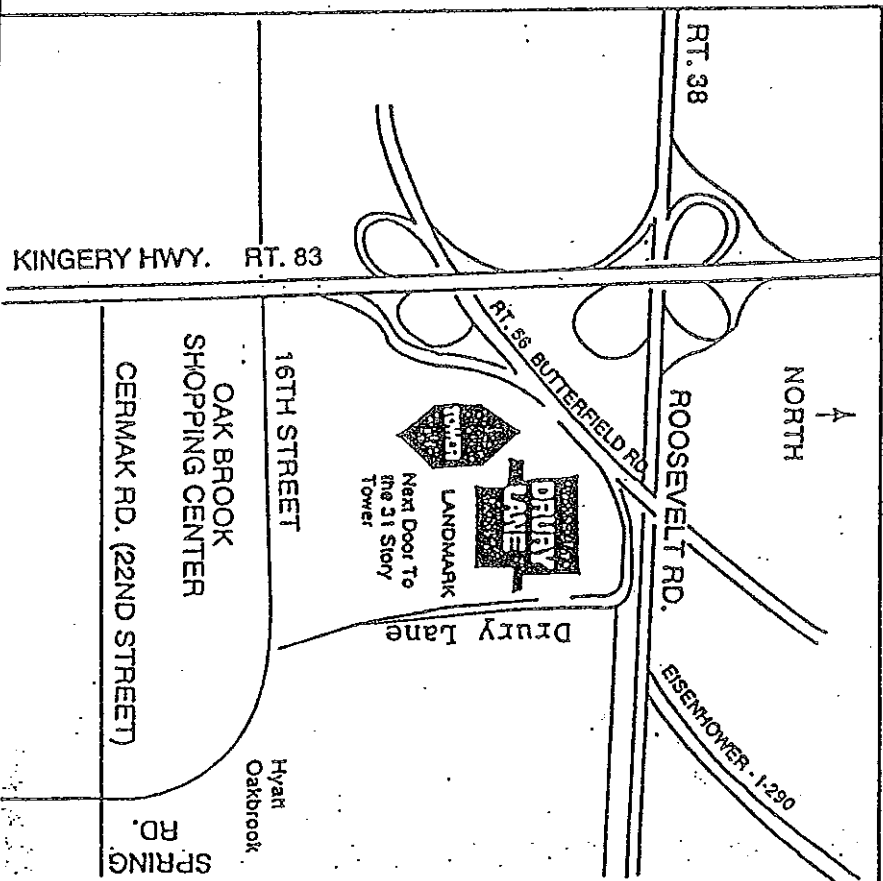 NORTH
RT. 38
ROOSEVELT RD.
EISENHOWER - I-290
RT. 56 BUTTERFIELD RD.
KINGERY HWY. RT. 83
DRURY
LANE
Tower
LANDMARK
Next Door To
the 31 Story
Tower
Drury Lane
16TH STREET
OAK BROOK
SHOPPING CENTER
CERMAK RD. (22ND STREET)
Hyatt
Oakbrook
SPRING
RD.